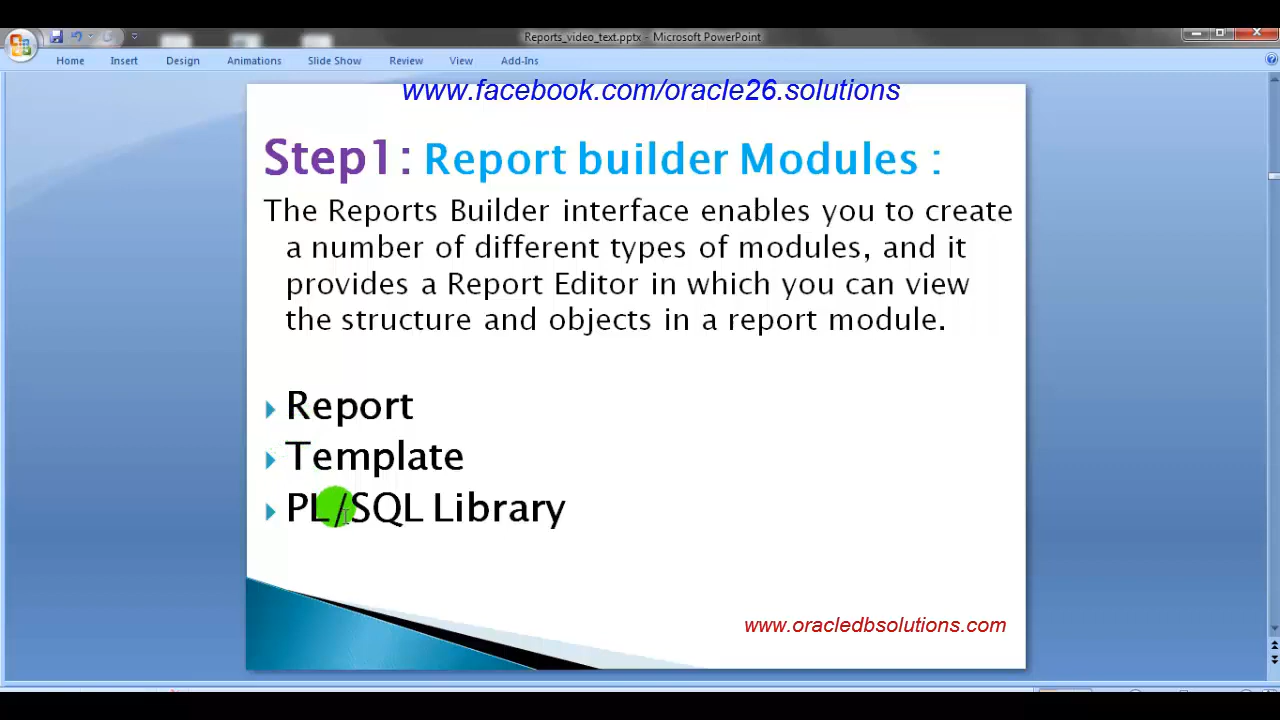 Reports_video_text.pptx - Microsoft PowerPoint
Home Insert Design Animations Slide Show Review View Add-Ins
www.facebook.com/oracle26.solutions
Step1: Report builder Modules :
The Reports Builder interface enables you to create
a number of different types of modules, and it
provides a Report Editor in which you can view
the structure and objects in a report module.
Report
Template
PL/SQL Library
www.oracledbsolutions.com